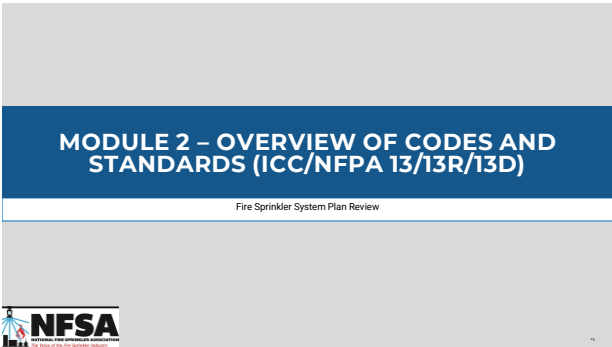 MODULE 2 – OVERVIEW OF CODES AND
STANDARDS (ICC/NFPA 13/13R/13D)
Fire Sprinkler System Plan Review
NFSA
NATIONAL FIRE SPRINKLER ASSOCIATION
The Voice of the Fire Sprinkler Industry